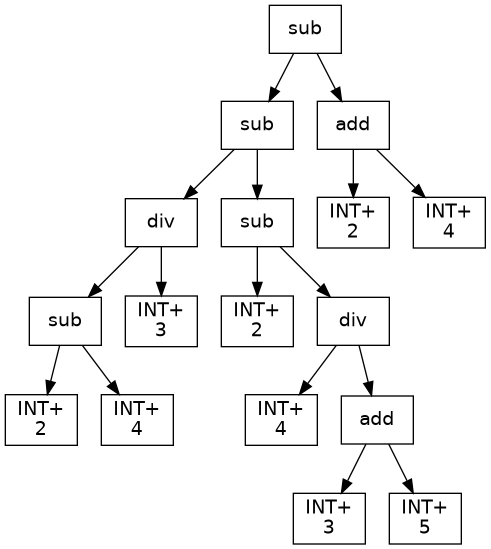 sub
sub
add
div
sub
INT+
2
INT+
4
sub
INT+
3
INT+
2
div
INT+
2
INT+
4
INT+
4
add
INT+
3
INT+
5